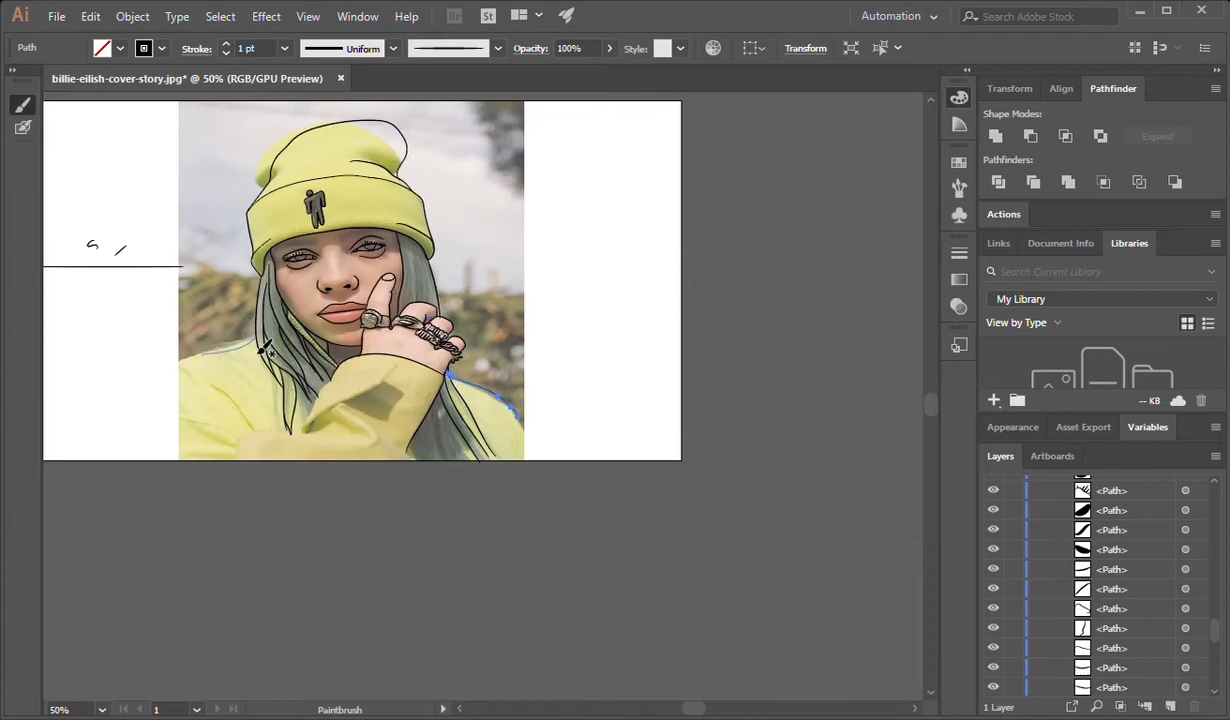 Ai File Edit Object Type Select Effect View Window Help Br St Automation Search Adobe Stock
Path Stroke: 1 pt Uniform Opacity: 100% Style: Transform
billie-eilish-cover-story.jpg* @ 50% (RGB/GPU Preview) ×
Transform Align Pathfinder
Shape Modes:
Expand
Pathfinders:
Actions
Links Document Info Libraries
Search Current Library
My Library
View by Type
-- KB
Appearance Asset Export Variables
Layers Artboards
<Path>
<Path>
<Path>
<Path>
<Path>
<Path>
<Path>
<Path>
<Path>
<Path>
<Path>
50% 1 Paintbrush 1 Layer